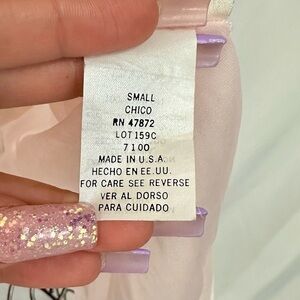 SMALL
CHICO
RN 47872
LOT 159C
7100
MADE IN U.S.A.
HECHO EN EE.UU.
FOR CARE SEE REVERSE
VER AL DORSO
PARA CUIDADO